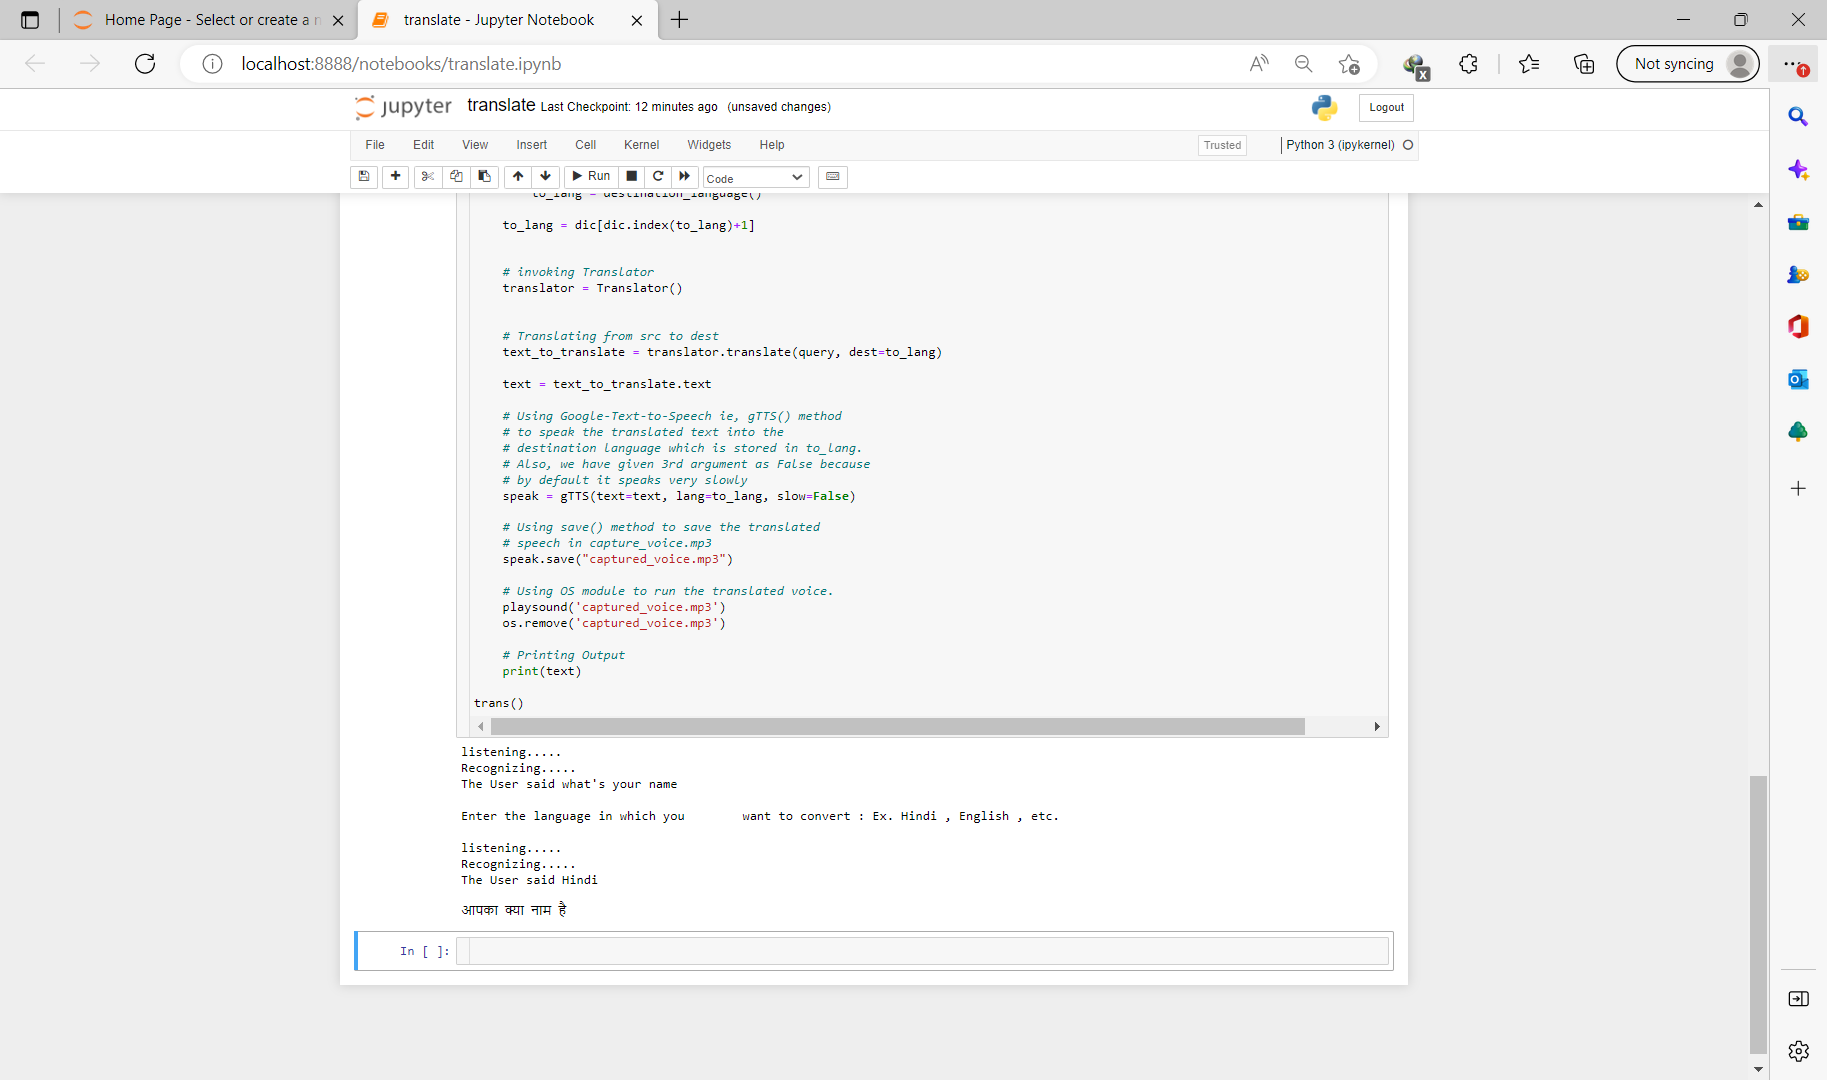 Home Page - Select or create a n
translate - Jupyter Notebook
localhost:8888/notebooks/translate.ipynb
Not syncing
jupyter translate Last Checkpoint: 12 minutes ago (unsaved changes)
Logout
File Edit View Insert Cell Kernel Widgets Help
Trusted
Python 3 (ipykernel)
Run
Code
to_lang = destination_language()
to_lang = dic[dic.index(to_lang)+1]
# invoking Translator
translator = Translator()
# Translating from src to dest
text_to_translate = translator.translate(query, dest=to_lang)
text = text_to_translate.text
# Using Google-Text-to-Speech ie, gTTS() method
# to speak the translated text into the
# destination language which is stored in to_lang.
# Also, we have given 3rd argument as False because
# by default it speaks very slowly
speak = gTTS(text=text, lang=to_lang, slow=False)
# Using save() method to save the translated
# speech in capture_voice.mp3
speak.save("captured_voice.mp3")
# Using OS module to run the translated voice.
playsound('captured_voice.mp3')
os.remove('captured_voice.mp3')
# Printing Output
print(text)
trans()
listening.....
Recognizing.....
The User said what's your name
Enter the language in which you want to convert : Ex. Hindi , English , etc.
listening.....
Recognizing.....
The User said Hindi
आपका क्या नाम है
In [ ]: